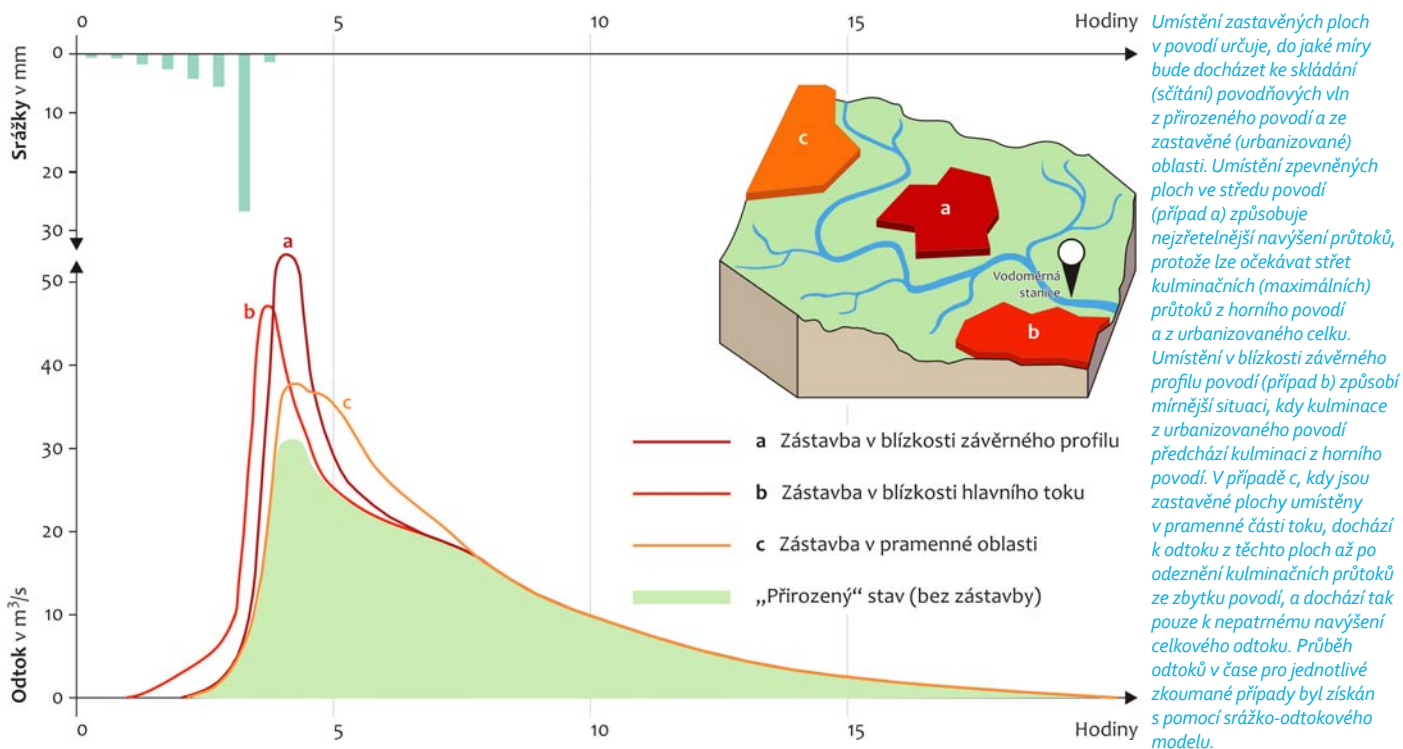 0 5 10 15 Hodiny
Srážky v mm
0
10
20
30
a
b
c
50
40
30
20
10
0
Odtok v m³/s
0 5 10 15 Hodiny
c
a
Vodoměrná
stanice
b
a Zástavba v blízkosti závěrného profilu
b Zástavba v blízkosti hlavního toku
c Zástavba v pramenné oblasti
„Přirozený“ stav (bez zástavby)
Umístění zastavěných ploch
v povodí určuje, do jaké míry
bude docházet ke skládání
(sčítání) povodňových vln
z přirozeného povodí a ze
zastavěné (urbanizované)
oblasti. Umístění zpevněných
ploch ve středu povodí
(případ a) způsobuje
nejzřetelnější navýšení průtoků,
protože lze očekávat střet
kulminačních (maximálních)
průtoků z horního povodí
a z urbanizovaného celku.
Umístění v blízkosti závěrného
profilu povodí (případ b) způsobí
mírnější situaci, kdy kulminace
z urbanizovaného povodí
předchází kulminaci z horního
povodí. V případě c, kdy jsou
zastavěné plochy umístěny
v pramenné části toku, dochází
k odtoku z těchto ploch až po
odeznění kulminačních průtoků
ze zbytku povodí, a dochází tak
pouze k nepatrnému navýšení
celkového odtoku. Průběh
odtoků v čase pro jednotlivé
zkoumané případy byl získán
s pomocí srážko-odtokového
modelu.